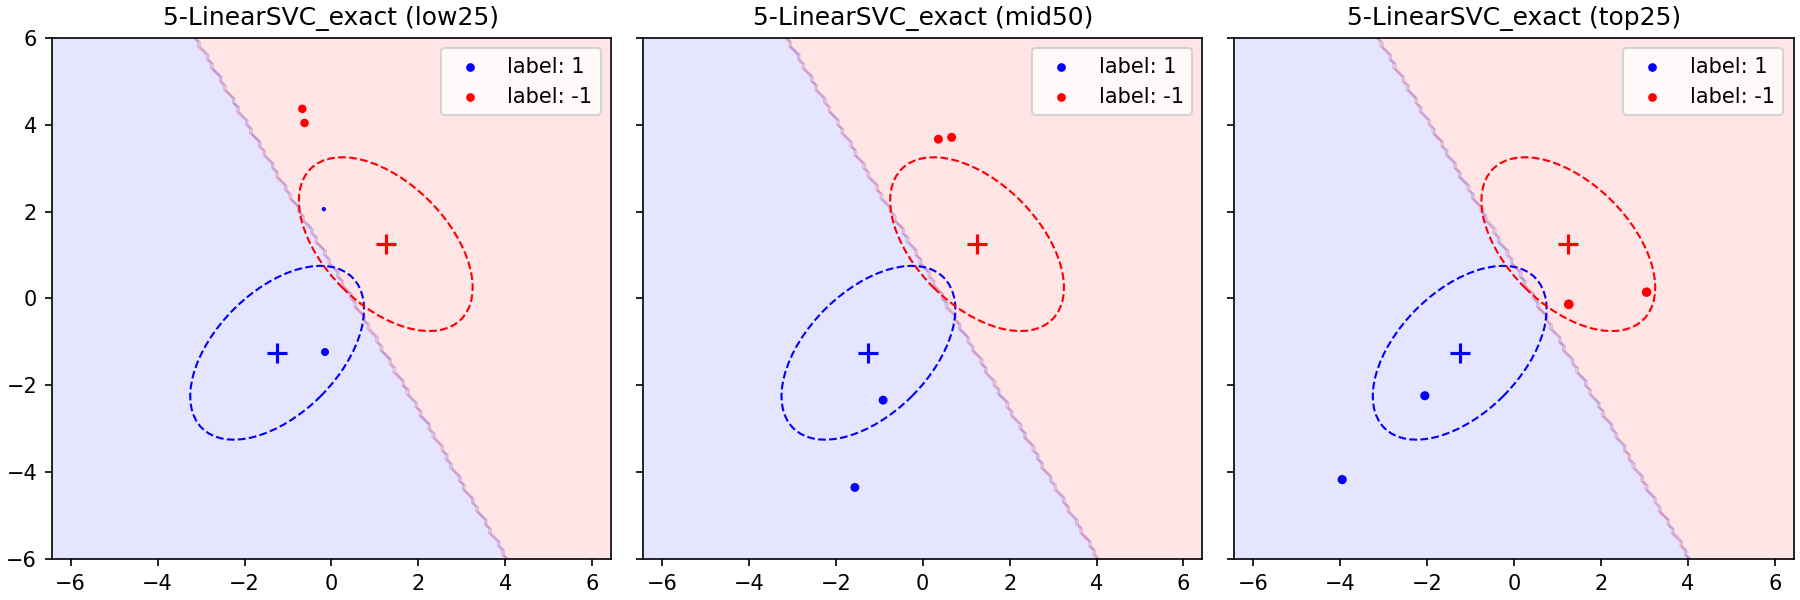 5-LinearSVC_exact (low25)
label: 1
label: -1
6
4
2
0
−2
−4
−6
−6 −4 −2 0 2 4 6
5-LinearSVC_exact (mid50)
label: 1
label: -1
−6 −4 −2 0 2 4 6
5-LinearSVC_exact (top25)
label: 1
label: -1
−6 −4 −2 0 2 4 6